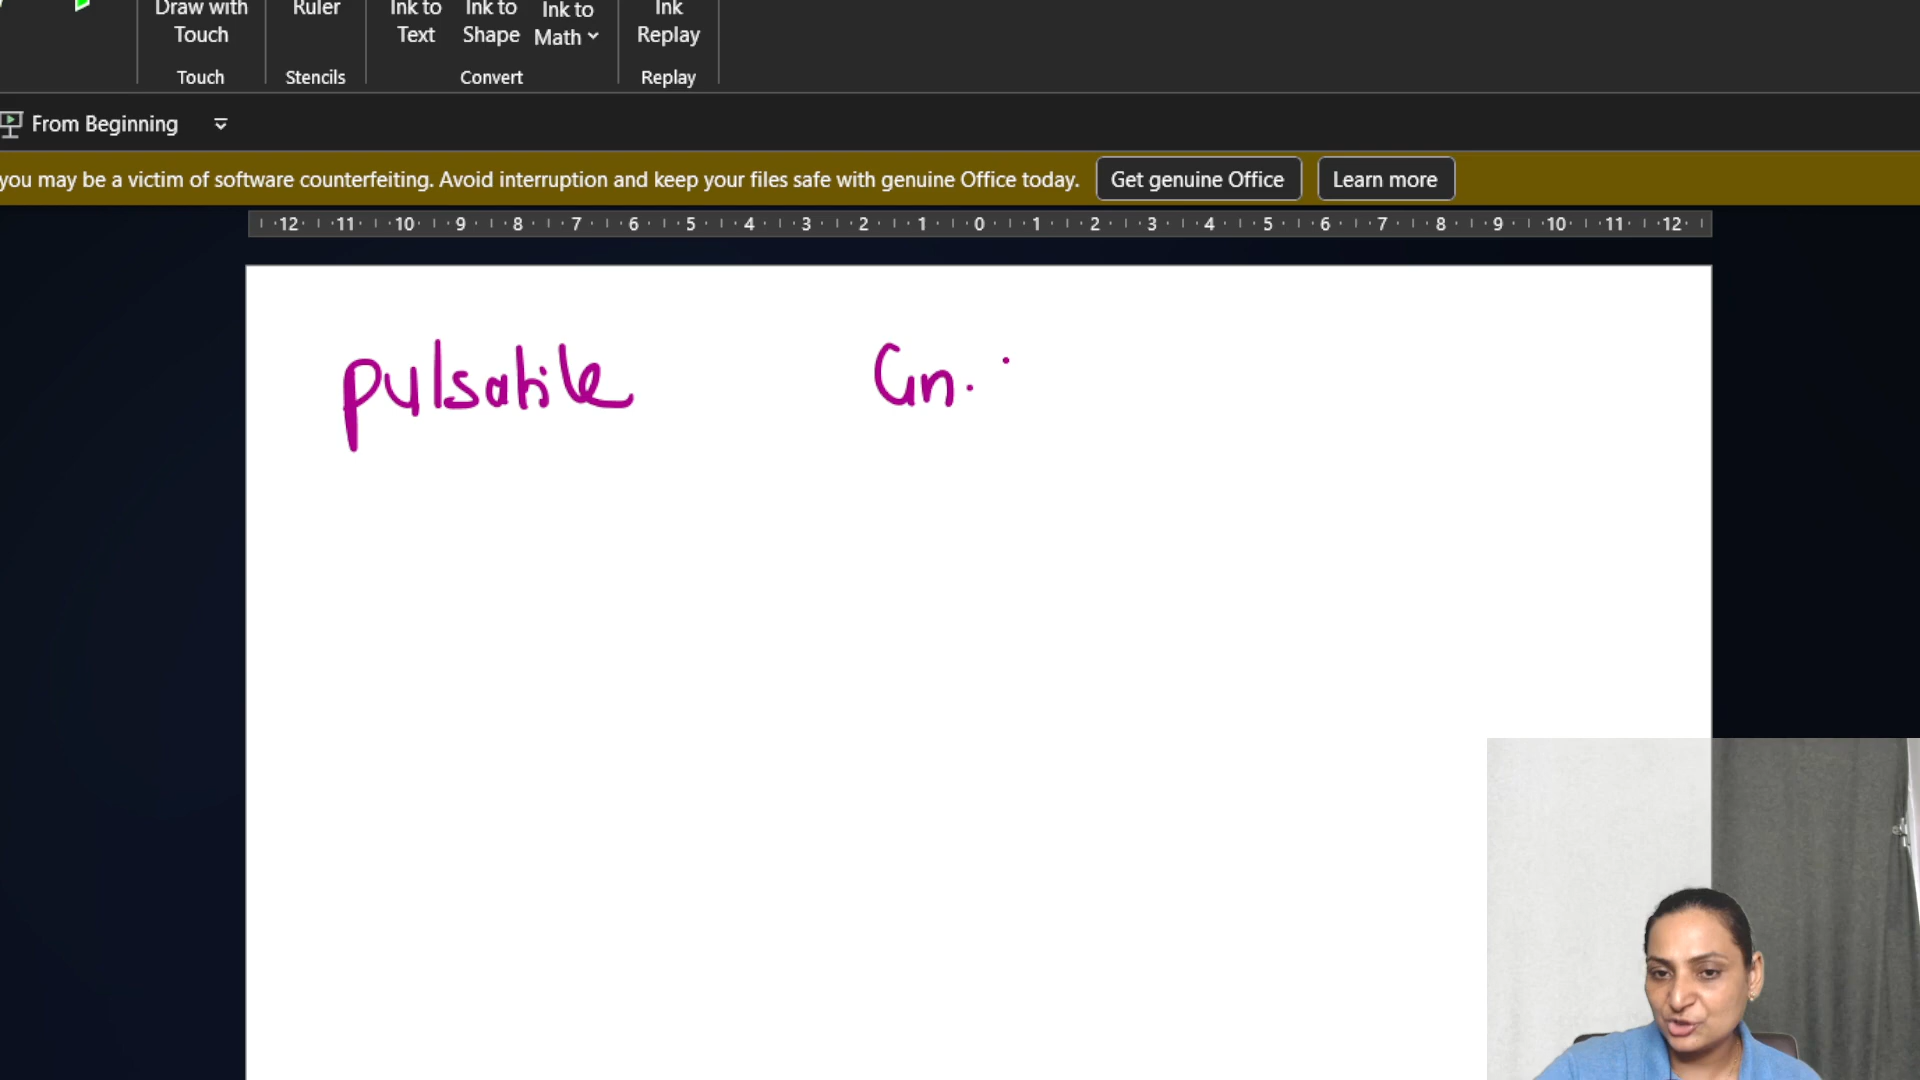 Draw with Touch Ruler Ink to Text Ink to Shape Ink to Math Ink Replay
Touch Stencils Convert Replay
From Beginning
you may be a victim of software counterfeiting. Avoid interruption and keep your files safe with genuine Office today. Get genuine Office Learn more
12 11 10 9 8 7 6 5 4 3 2 1 0 1 2 3 4 5 6 7 8 9 10 11 12
pulsatile Gn.